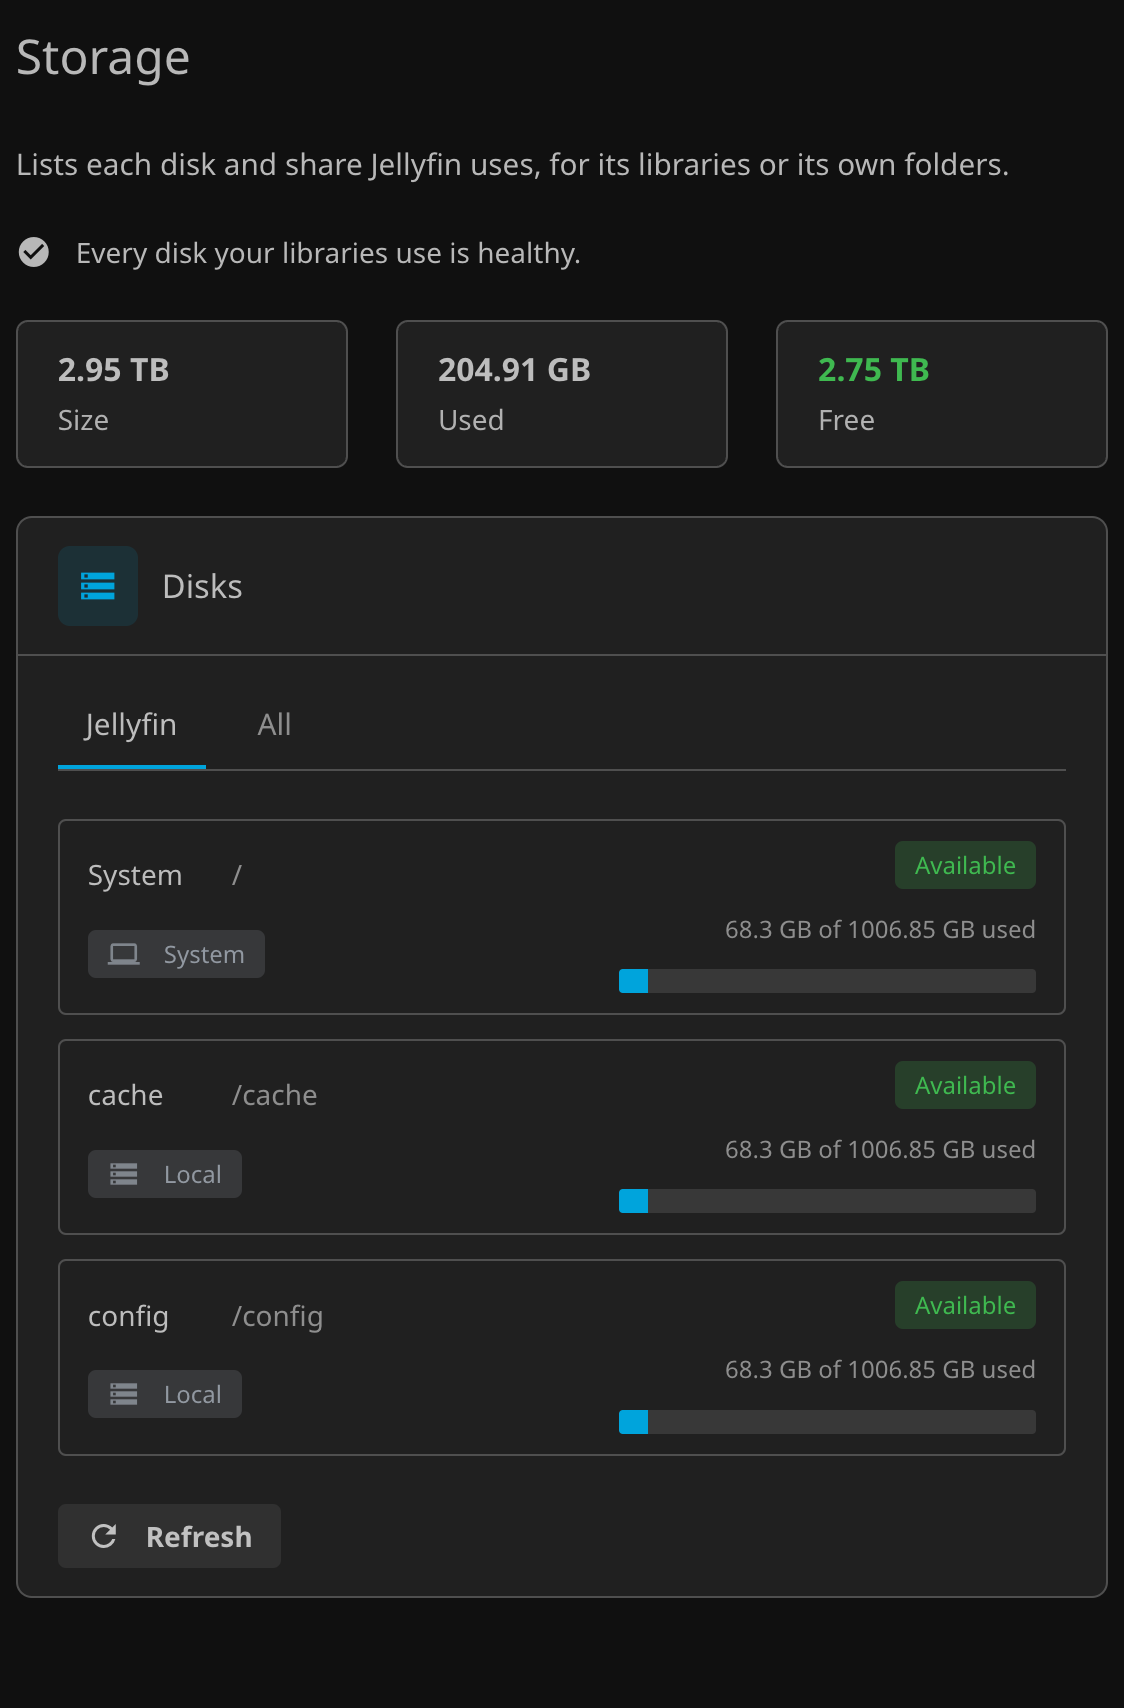 Storage
Lists each disk and share Jellyfin uses, for its libraries or its own folders.
Every disk your libraries use is healthy.
2.95 TB
Size
204.91 GB
Used
2.75 TB
Free
Disks
Jellyfin All
System /
Available
System
68.3 GB of 1006.85 GB used
cache /cache
Available
Local
68.3 GB of 1006.85 GB used
config /config
Available
Local
68.3 GB of 1006.85 GB used
Refresh